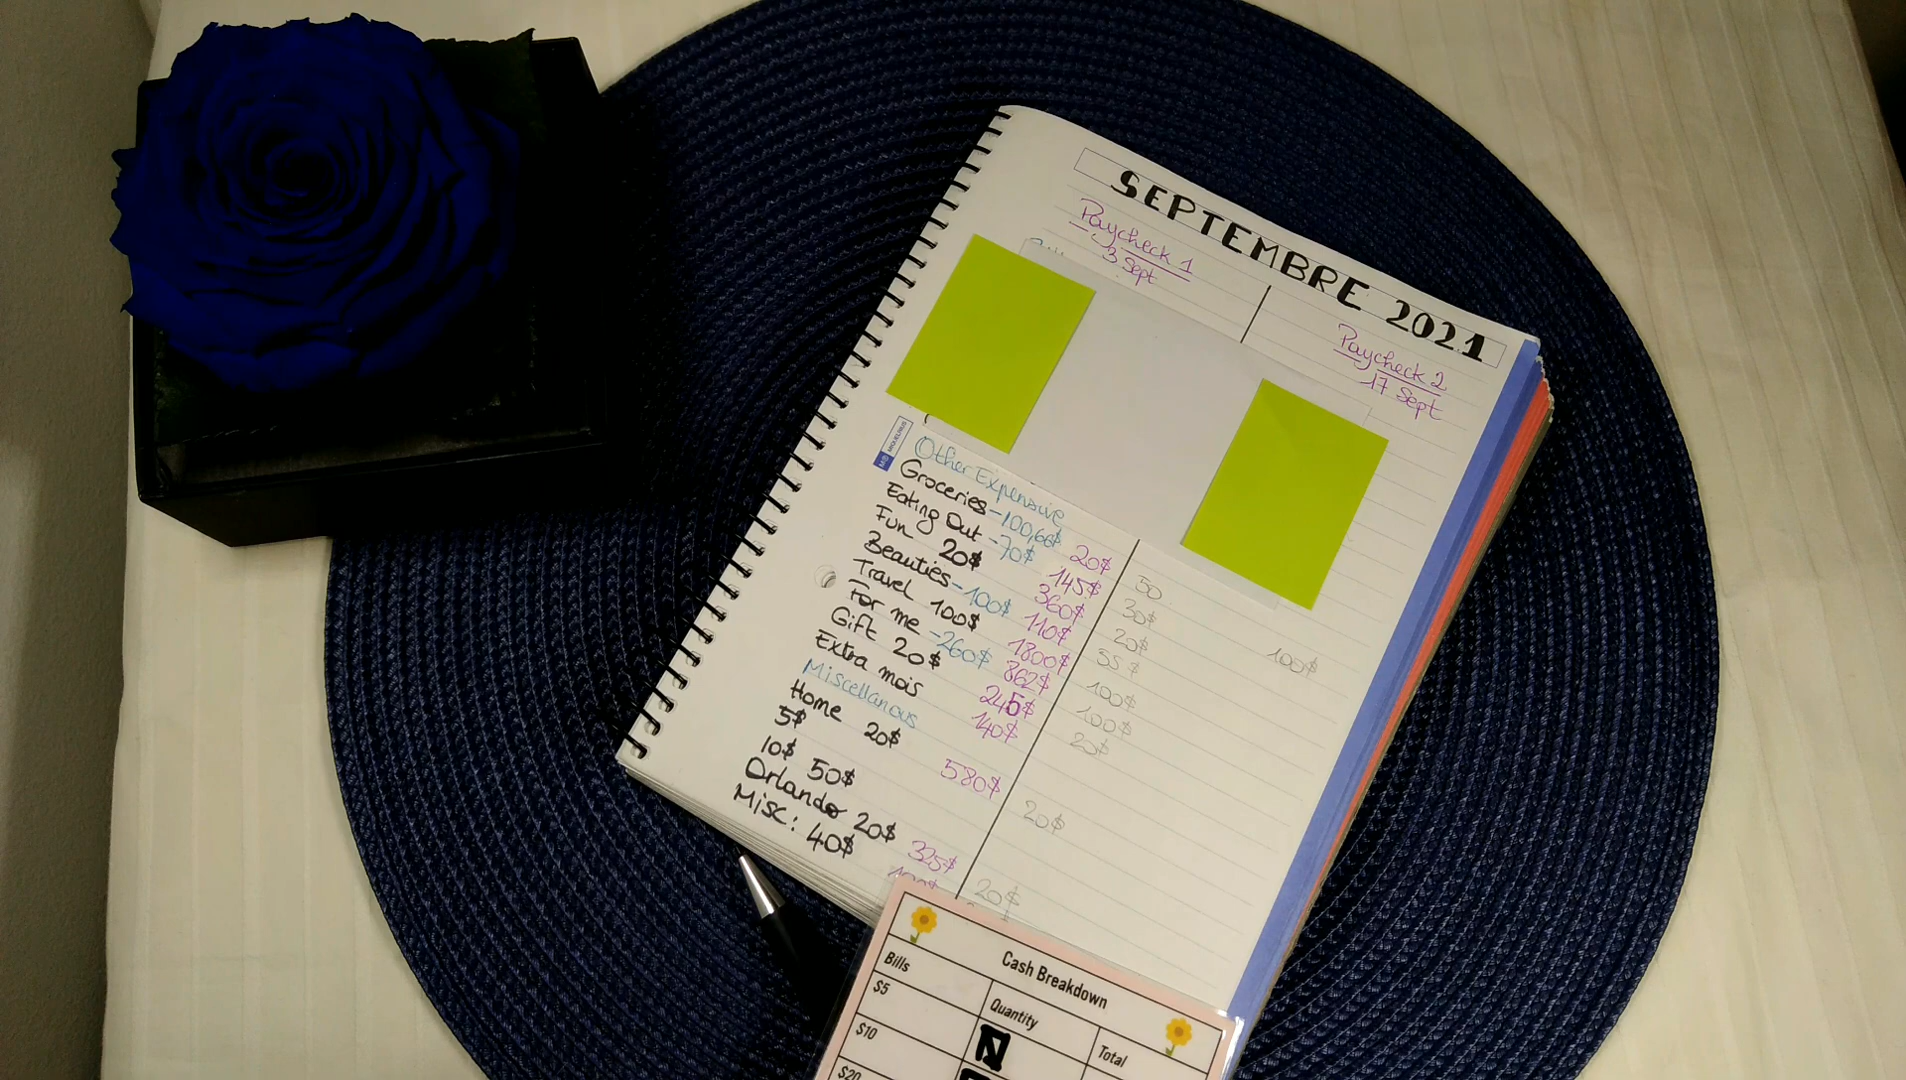 SEPTEMBRE 2021
Paycheck 1
3 Sept
Paycheck 2
17 Sept
MIQUELRIUS
Other Expensive
Groceries -100,66$ 20$ 50
Eating Out -70$ 145$ 30$
Fun 20$ 360$ 20$ 100$
Beauties -100$ 110$ 55$
Travel 100$ 1800$ 100$
For me -260$ 862$ 100$
Gift 20$ 245$ 20$
Extra mois 140$
Miscellanous
Home 20$ 580$ 20$
5$
10$ 50$
Orlando 20$ 325$ 20$
Misc: 40$
Cash Breakdown
Bills Quantity Total
$5
$10
$20